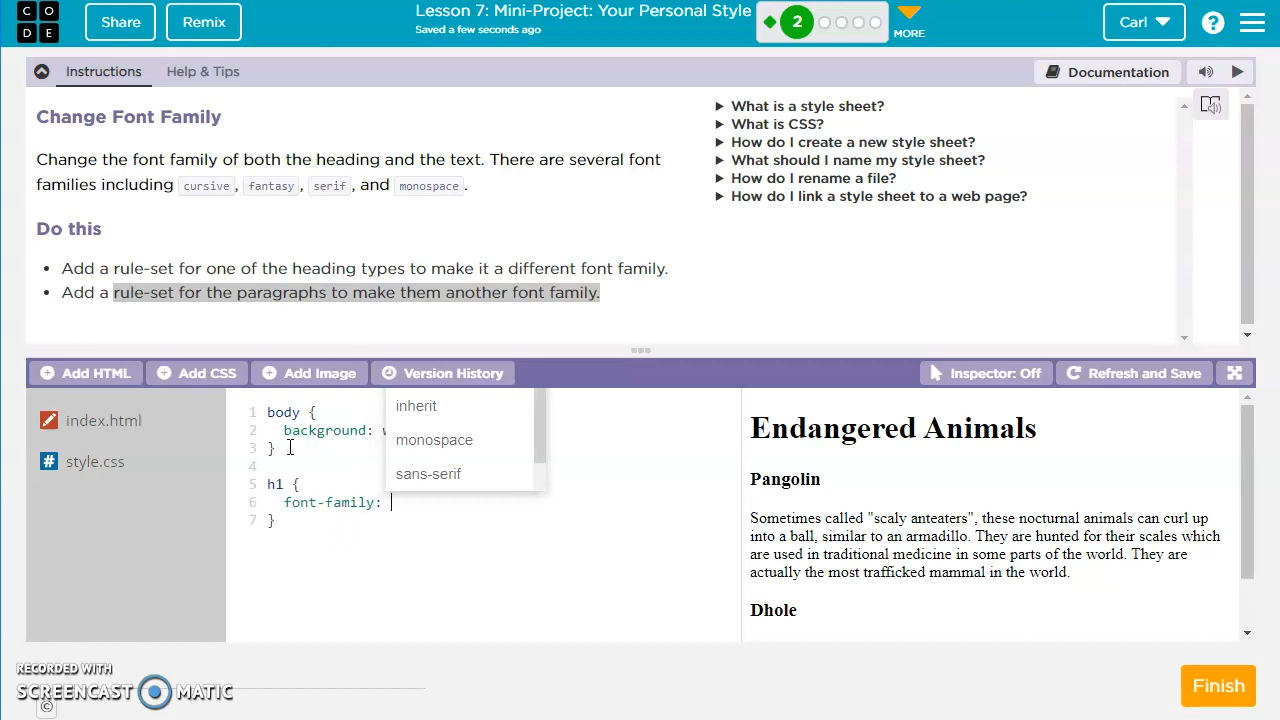 CO
DE
Share
Remix
Lesson 7: Mini-Project: Your Personal Style
Saved a few seconds ago
2
MORE
Carl
?
Instructions
Help & Tips
Documentation
Change Font Family
Change the font family of both the heading and the text. There are several font
families including cursive, fantasy, serif, and monospace.
Do this
• Add a rule-set for one of the heading types to make it a different font family.
• Add a rule-set for the paragraphs to make them another font family.
What is a style sheet?
What is CSS?
How do I create a new style sheet?
What should I name my style sheet?
How do I rename a file?
How do I link a style sheet to a web page?
Add HTML
Add CSS
Add Image
Version History
Inspector: Off
Refresh and Save
index.html
# style.css
1 body {
2 background: w
3 }
4
5 h1 {
6 font-family:
7 }
inherit
monospace
sans-serif
Endangered Animals
Pangolin
Sometimes called "scaly anteaters", these nocturnal animals can curl up
into a ball, similar to an armadillo. They are hunted for their scales which
are used in traditional medicine in some parts of the world. They are
actually the most trafficked mammal in the world.
Dhole
RECORDED WITH
SCREENCAST MATIC
©
Finish